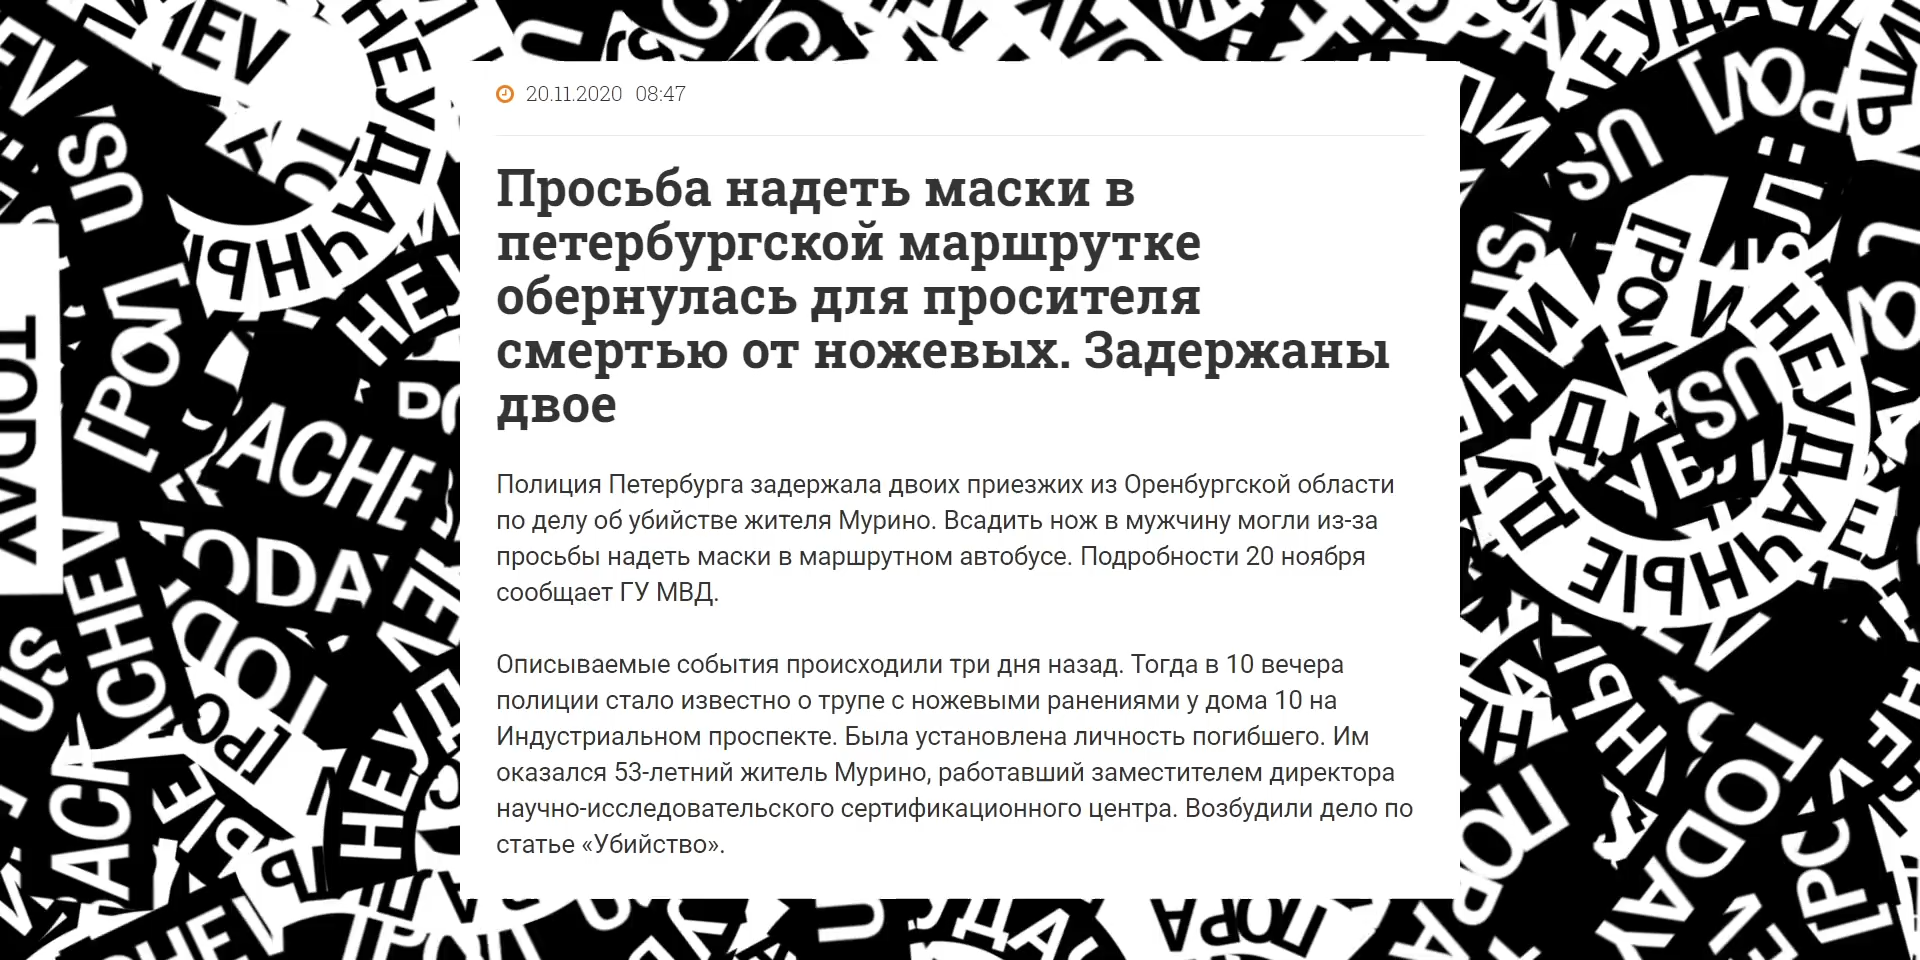 20.11.2020 08:47
Просьба надеть маски в
петербургской маршрутке
обернулась для просителя
смертью от ножевых. Задержаны
двое
Полиция Петербурга задержала двоих приезжих из Оренбургской области
по делу об убийстве жителя Мурино. Всадить нож в мужчину могли из-за
просьбы надеть маски в маршрутном автобусе. Подробности 20 ноября
сообщает ГУ МВД.
Описываемые события происходили три дня назад. Тогда в 10 вечера
полиции стало известно о трупе с ножевыми ранениями у дома 10 на
Индустриальном проспекте. Была установлена личность погибшего. Им
оказался 53-летний житель Мурино, работавший заместителем директора
научно-исследовательского сертификационного центра. Возбудили дело по
статье «Убийство».